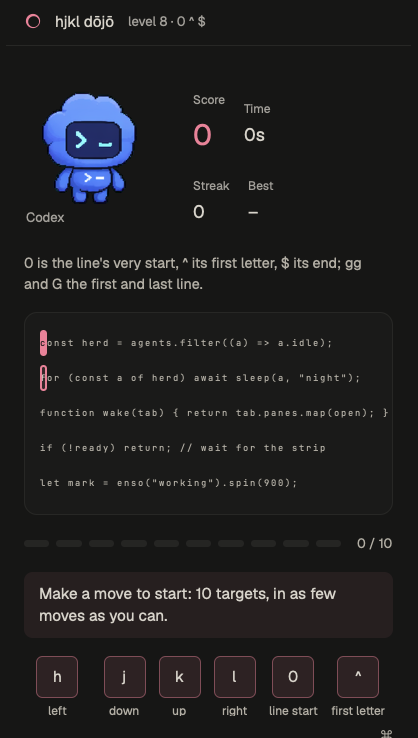 hjkl dōjō level 8 · 0 ^ $
Score
Time
0
0s
Streak Best
0 –
Codex
0 is the line's very start, ^ its first letter, $ its end; gg
and G the first and last line.
const herd = agents.filter((a) => a.idle);
for (const a of herd) await sleep(a, "night");
function wake(tab) { return tab.panes.map(open); }
if (!ready) return; // wait for the strip
let mark = enso("working").spin(900);
0 / 10
Make a move to start: 10 targets, in as few
moves as you can.
h j k l 0 ^
left down up right line start first letter
⌘